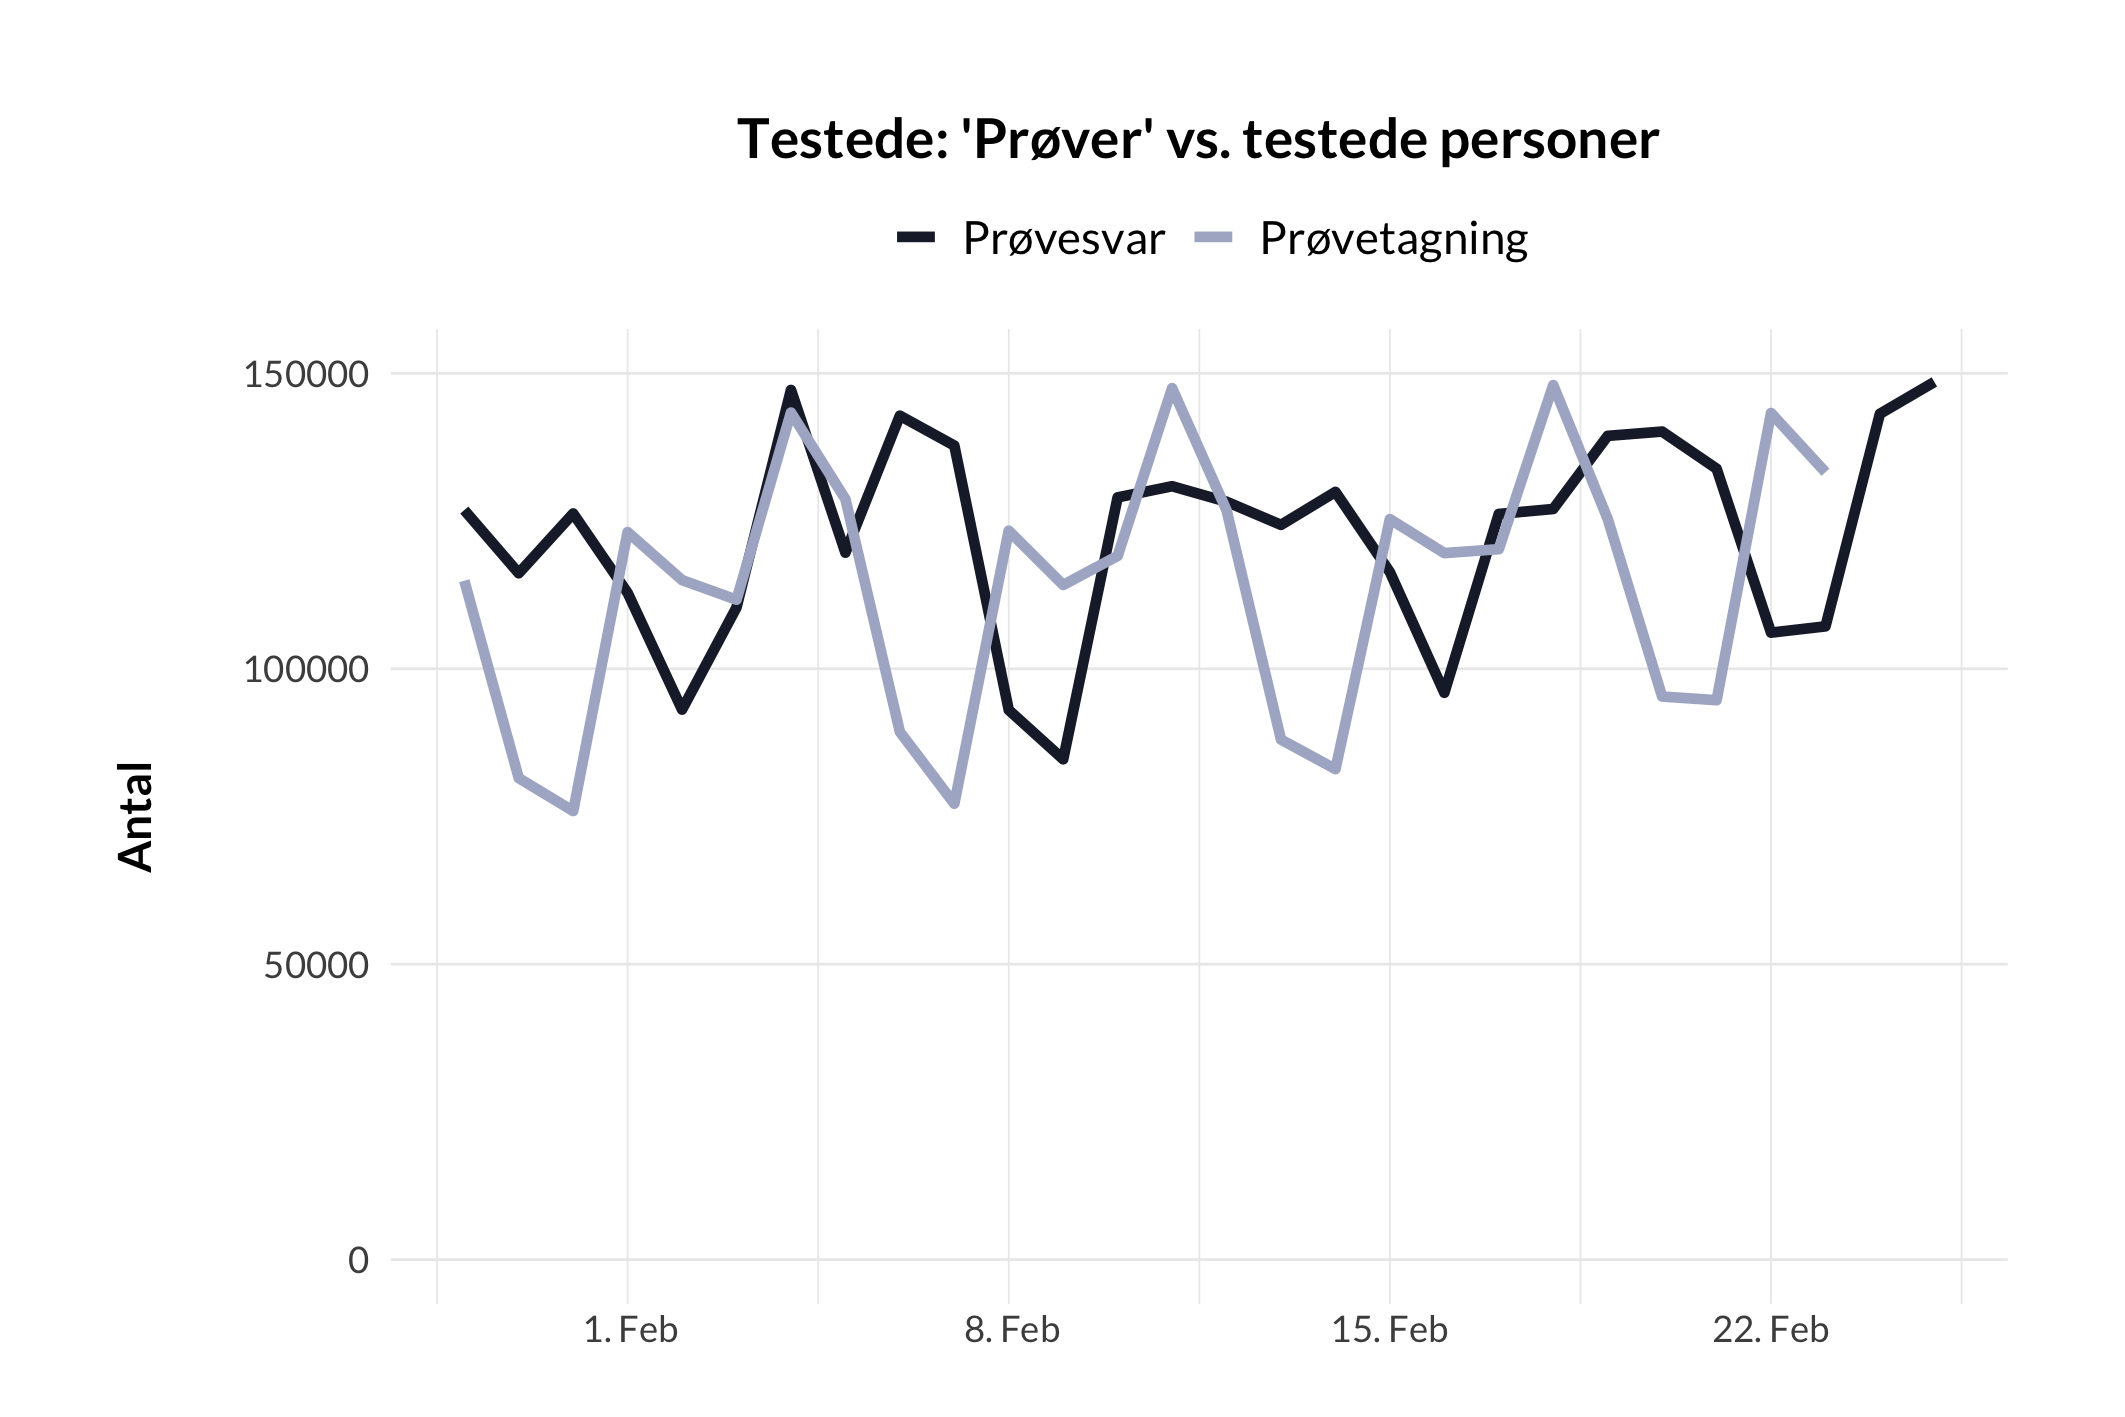 Testede: 'Prøver' vs. testede personer
Prøvesvar Prøvetagning
150000
100000
50000
0
Antal
1. Feb 8. Feb 15. Feb 22. Feb